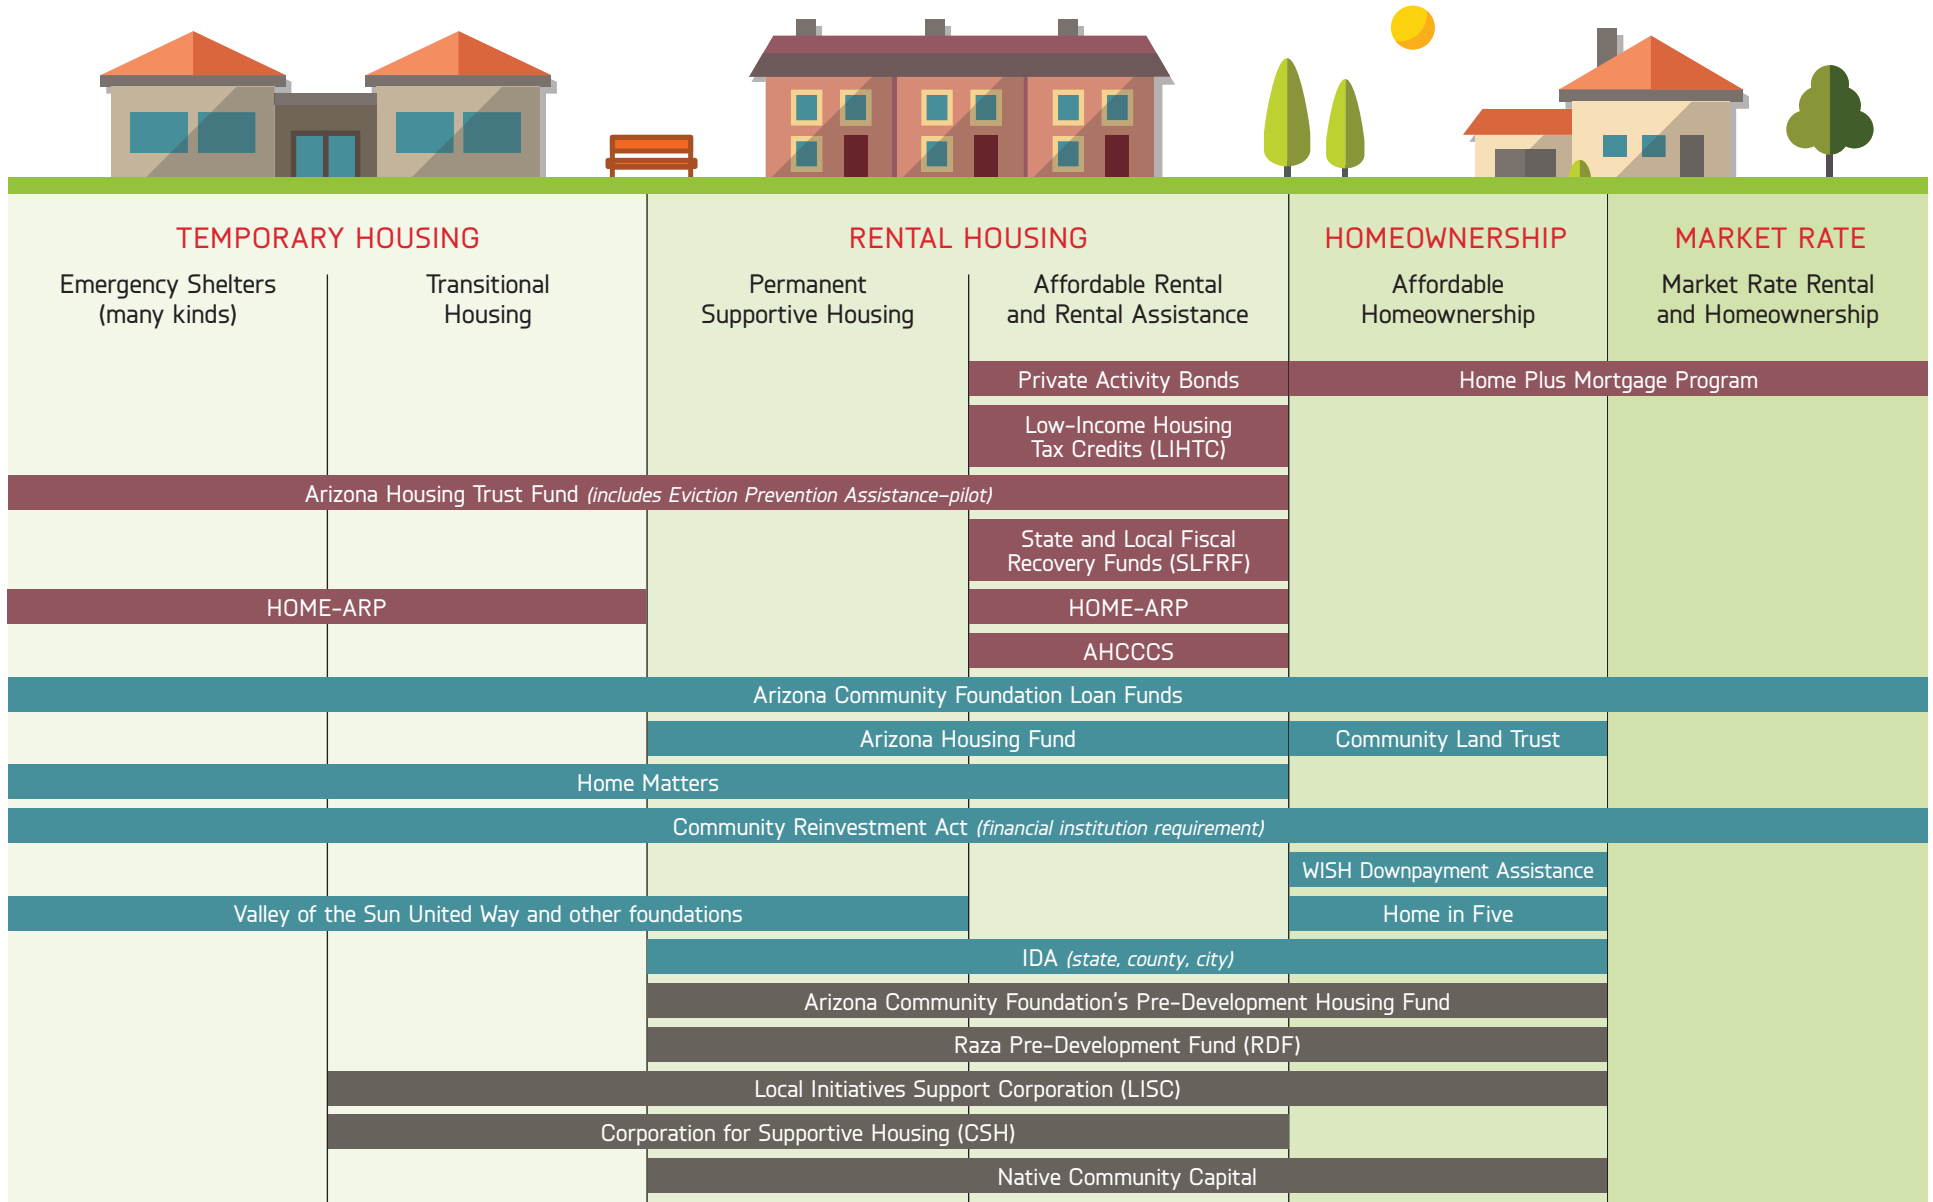 TEMPORARY HOUSING
RENTAL HOUSING
HOMEOWNERSHIP
MARKET RATE
Emergency Shelters
(many kinds)
Transitional
Housing
Permanent
Supportive Housing
Affordable Rental
and Rental Assistance
Affordable
Homeownership
Market Rate Rental
and Homeownership
Private Activity Bonds
Home Plus Mortgage Program
Low-Income Housing
Tax Credits (LIHTC)
Arizona Housing Trust Fund (includes Eviction Prevention Assistance-pilot)
State and Local Fiscal
Recovery Funds (SLFRF)
HOME-ARP
HOME-ARP
AHCCCS
Arizona Community Foundation Loan Funds
Arizona Housing Fund
Community Land Trust
Home Matters
Community Reinvestment Act (financial institution requirement)
WISH Downpayment Assistance
Valley of the Sun United Way and other foundations
Home in Five
IDA (state, county, city)
Arizona Community Foundation's Pre-Development Housing Fund
Raza Pre-Development Fund (RDF)
Local Initiatives Support Corporation (LISC)
Corporation for Supportive Housing (CSH)
Native Community Capital